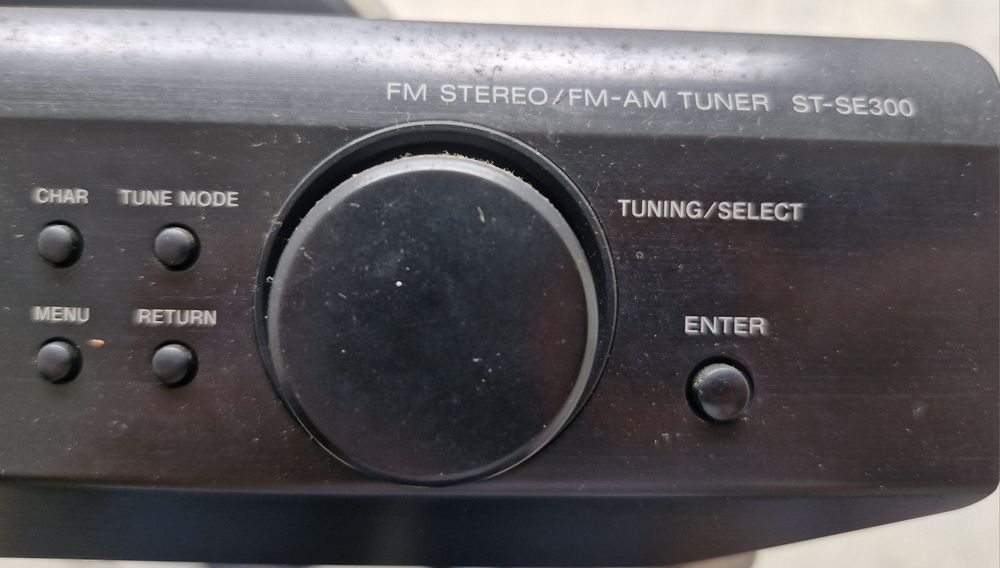 FM STEREO/FM-AM TUNER ST-SE300
CHAR TUNE MODE
TUNING/SELECT
MENU RETURN
ENTER